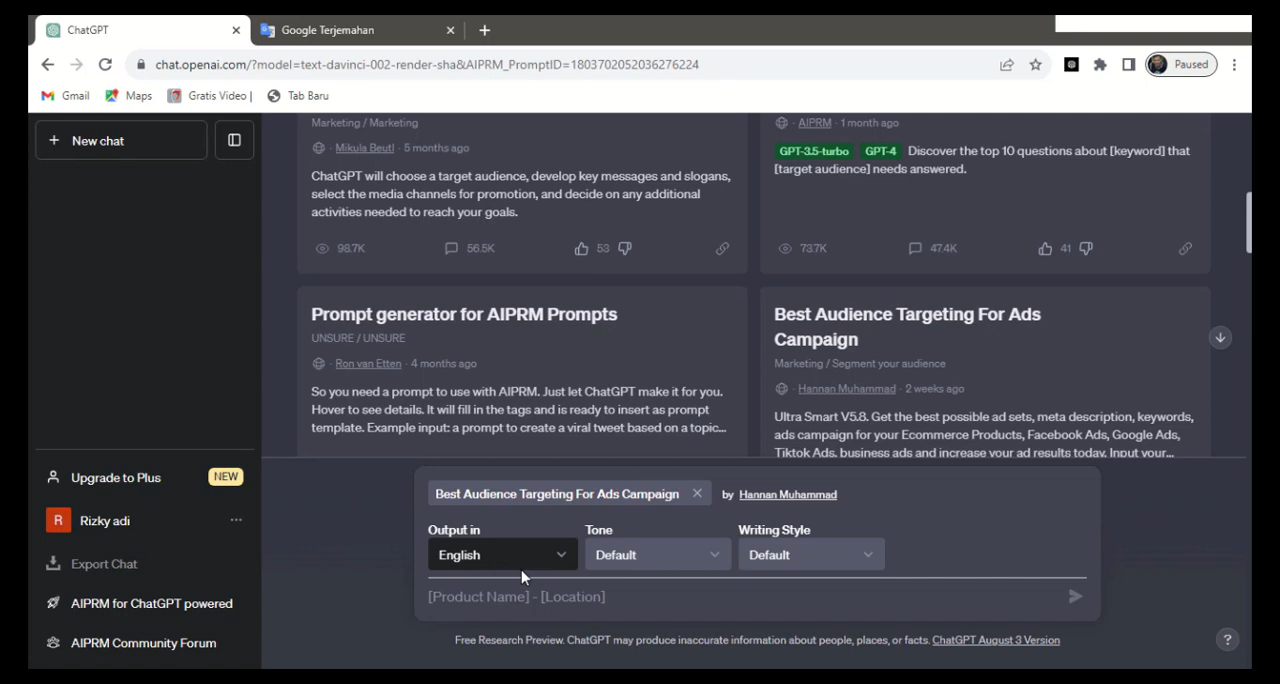 ChatGPT
Google Terjemahan
chat.openai.com/?model=text-davinci-002-render-sha&AIPRM_PromptID=1803702052036276224
Paused
Gmail Maps Gratis Video | Tab Baru
New chat
Marketing / Marketing
· Mikula Beutl · 5 months ago
ChatGPT will choose a target audience, develop key messages and slogans,
select the media channels for promotion, and decide on any additional
activities needed to reach your goals.
98.7K 56.5K 53
· AIPRM · 1 month ago
GPT-3.5-turbo GPT-4 Discover the top 10 questions about [keyword] that
[target audience] needs answered.
73.7K 47.4K 41
Prompt generator for AIPRM Prompts
UNSURE / UNSURE
· Ron van Etten · 4 months ago
So you need a prompt to use with AIPRM. Just let ChatGPT make it for you.
Hover to see details. It will fill in the tags and is ready to insert as prompt
template. Example input: a prompt to create a viral tweet based on a topic...
Best Audience Targeting For Ads
Campaign
Marketing / Segment your audience
· Hannan Muhammad · 2 weeks ago
Ultra Smart V5.8. Get the best possible ad sets, meta description, keywords,
ads campaign for your Ecommerce Products, Facebook Ads, Google Ads,
Tiktok Ads, business ads and increase your ad results today. Input your...
Upgrade to Plus NEW
R Rizky adi ...
Export Chat
AIPRM for ChatGPT powered
AIPRM Community Forum
Best Audience Targeting For Ads Campaign by Hannan Muhammad
Output in Tone Writing Style
English Default Default
[Product Name] - [Location]
Free Research Preview. ChatGPT may produce inaccurate information about people, places, or facts. ChatGPT August 3 Version
?